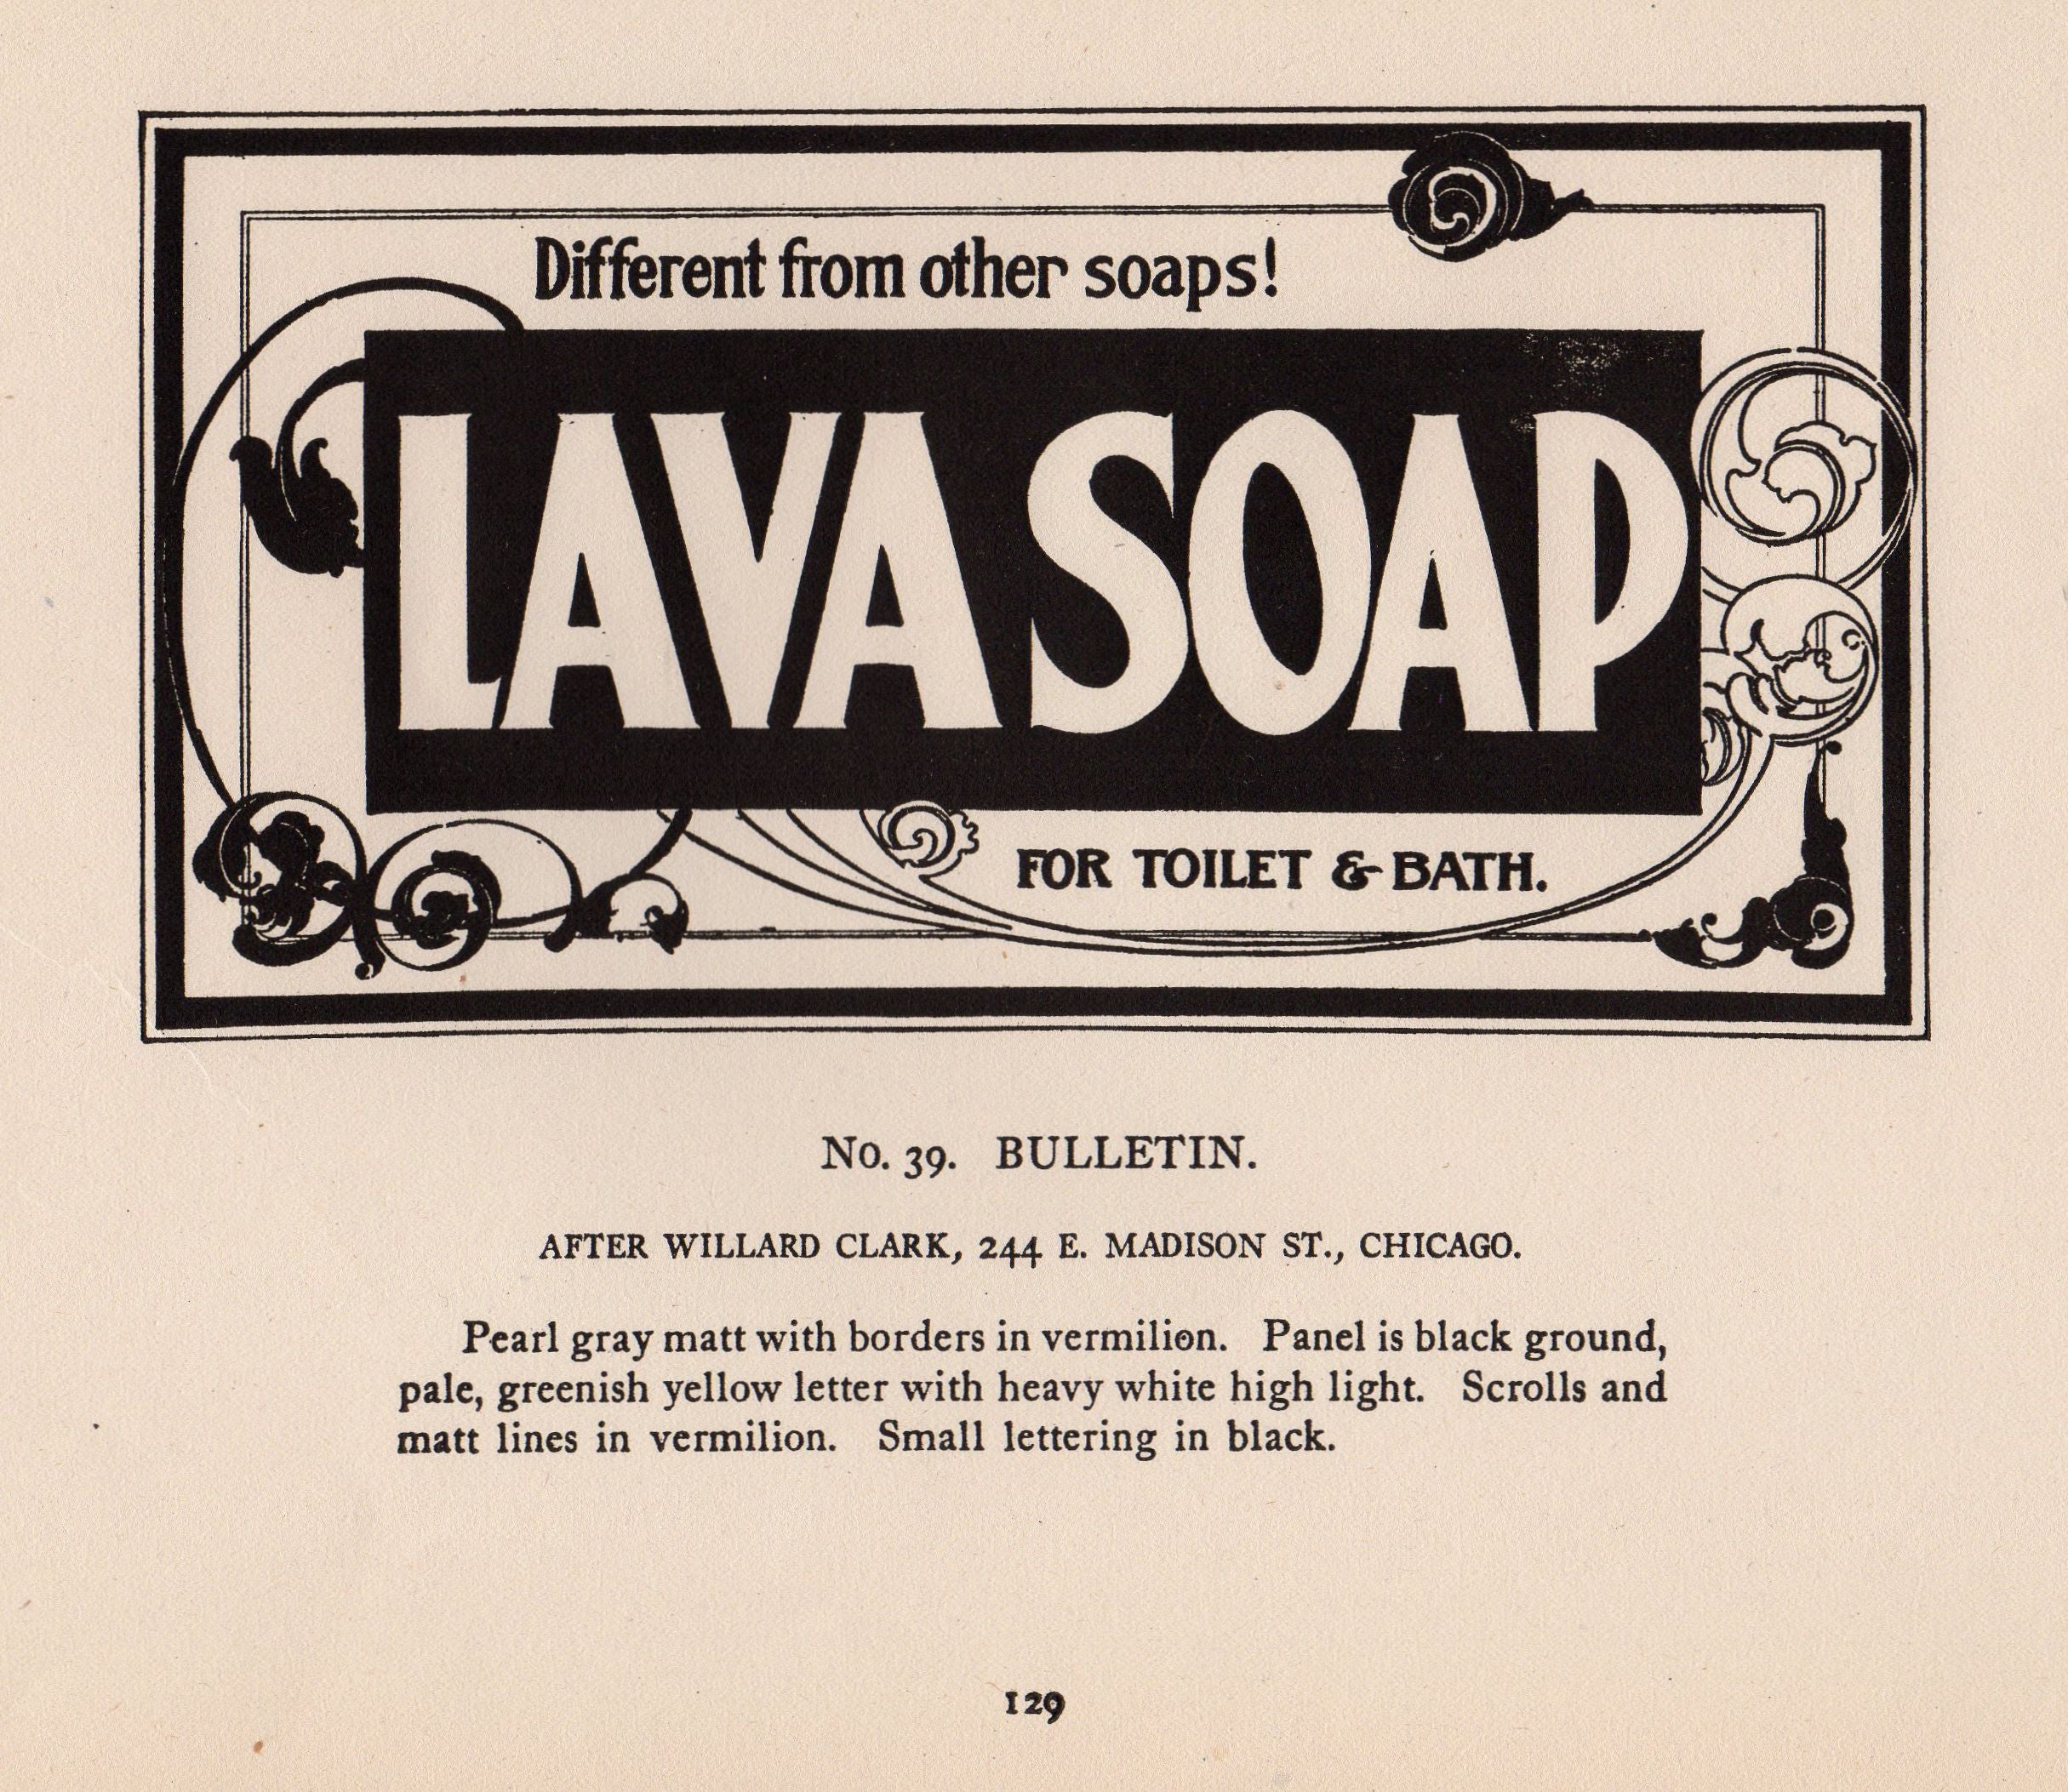 Different from other soaps!
LAVA SOAP
FOR TOILET & BATH.
No. 39. BULLETIN.
AFTER WILLARD CLARK, 244 E. MADISON ST., CHICAGO.
Pearl gray matt with borders in vermilion. Panel is black ground,
pale, greenish yellow letter with heavy white high light. Scrolls and
matt lines in vermilion. Small lettering in black.
129